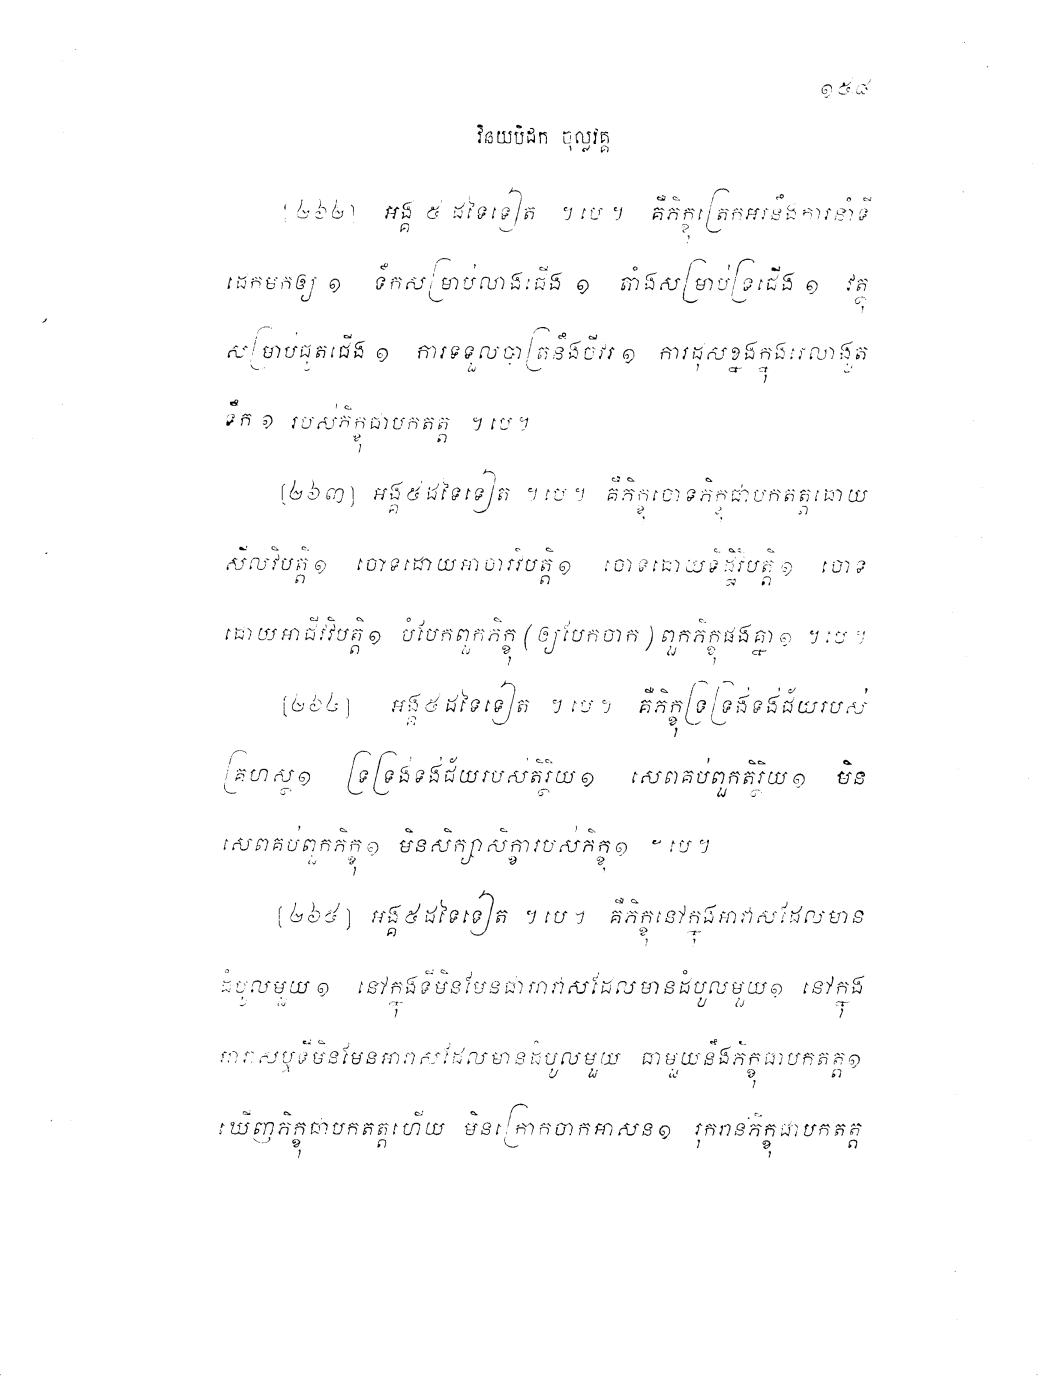 ១៥៨
វិនយបិដក ចុល្លវគ្គ
[២៦២] អង្គ ៥ ដទៃទៀត ។ បេ ។ គឺភិក្ខុត្រេកអរនឹងការនាំទី
ដេកមកឲ្យ ១ ទឹកសម្រាប់លាងជើង ១ តាំងសម្រាប់ទ្រជើង ១ វត្ថុ
សម្រាប់ជូតជើង ១ ការទទួលបាត្រនឹងចីវរ ១ ការដុសខ្នងក្នុងវេលាងូត
ទឹក ១ របស់ភិក្ខុជាបកតត្ត ។ បេ ។
[២៦៣] អង្គ៥ដទៃទៀត ។ បេ ។ គឺភិក្ខុចោទភិក្ខុជាបកតត្តដោយ
សីលវិបត្តិ១ ចោទដោយអាចារវិបត្តិ១ ចោទដោយទិដ្ឋិវិបត្តិ១ ចោទ
ដោយអាជីវវិបត្តិ១ បំបែកពួកភិក្ខុ (ឲ្យបែកចាក) ពួកភិក្ខុផងគ្នា១ ។ បេ ។
[២៦៤] អង្គ៥ដទៃទៀត ។ បេ ។ គឺភិក្ខុទ្រទ្រង់ទង់ជ័យរបស់
គ្រហស្ថ១ ទ្រទ្រង់ទង់ជ័យរបស់តិរ្ថិយ១ សេពគប់ពួកតិរ្ថិយ១ មិន
សេពគប់ពួកភិក្ខុ១ មិនសិក្សាសិក្ខារបស់ភិក្ខុ១ ។ បេ ។
[២៦៥] អង្គ៥ដទៃទៀត ។ បេ ។ គឺភិក្ខុនៅក្នុងអាវាសដែលមាន
ដំបូលមួយ១ នៅក្នុងទីមិនមែនជាអាវាសដែលមានដំបូលមួយ១ នៅក្នុង
អាវាសឬទីមិនមែនអាវាសដែលមានដំបូលមួយ ជាមួយនឹងភិក្ខុជាបកតត្ត១
ឃើញភិក្ខុជាបកតត្តហើយ មិនក្រោកចាកអាសនៈ១ រុករានភិក្ខុជាបកតត្ត